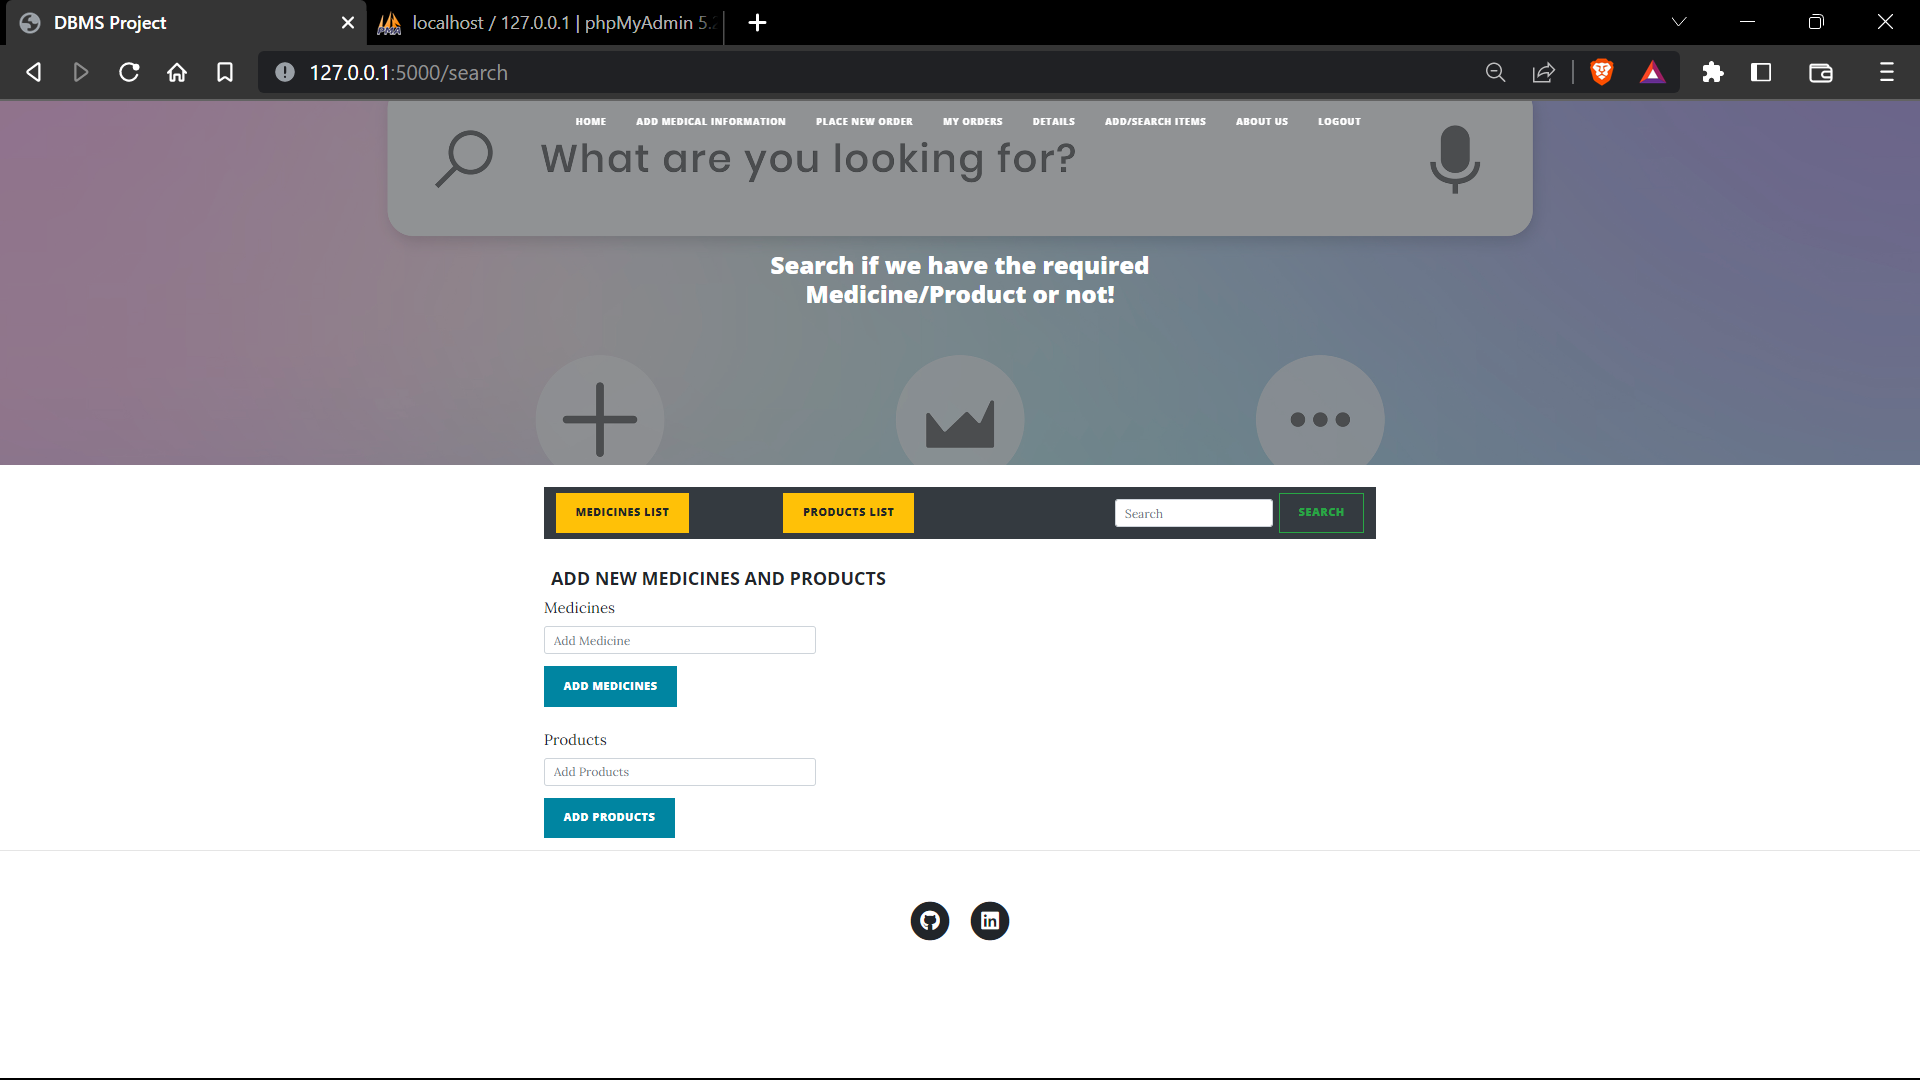 DBMS Project
localhost / 127.0.0.1 | phpMyAdmin 5.2
127.0.0.1:5000/search
HOME ADD MEDICAL INFORMATION PLACE NEW ORDER MY ORDERS DETAILS ADD/SEARCH ITEMS ABOUT US LOGOUT
What are you looking for?
Search if we have the required
Medicine/Product or not!
MEDICINES LIST PRODUCTS LIST Search SEARCH
ADD NEW MEDICINES AND PRODUCTS
Medicines
Add Medicine
ADD MEDICINES
Products
Add Products
ADD PRODUCTS
in